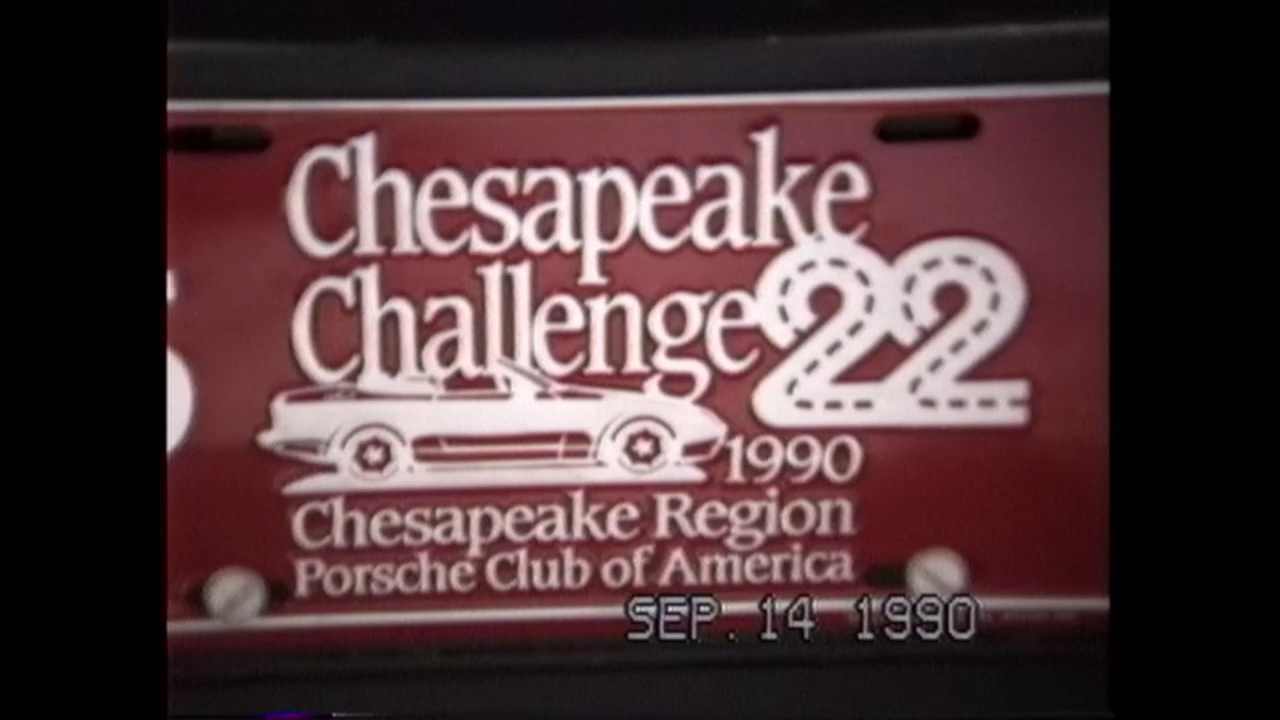 Chesapeake
Challenge 22
1990
Chesapeake Region
Porsche Club of America
SEP. 14 1990